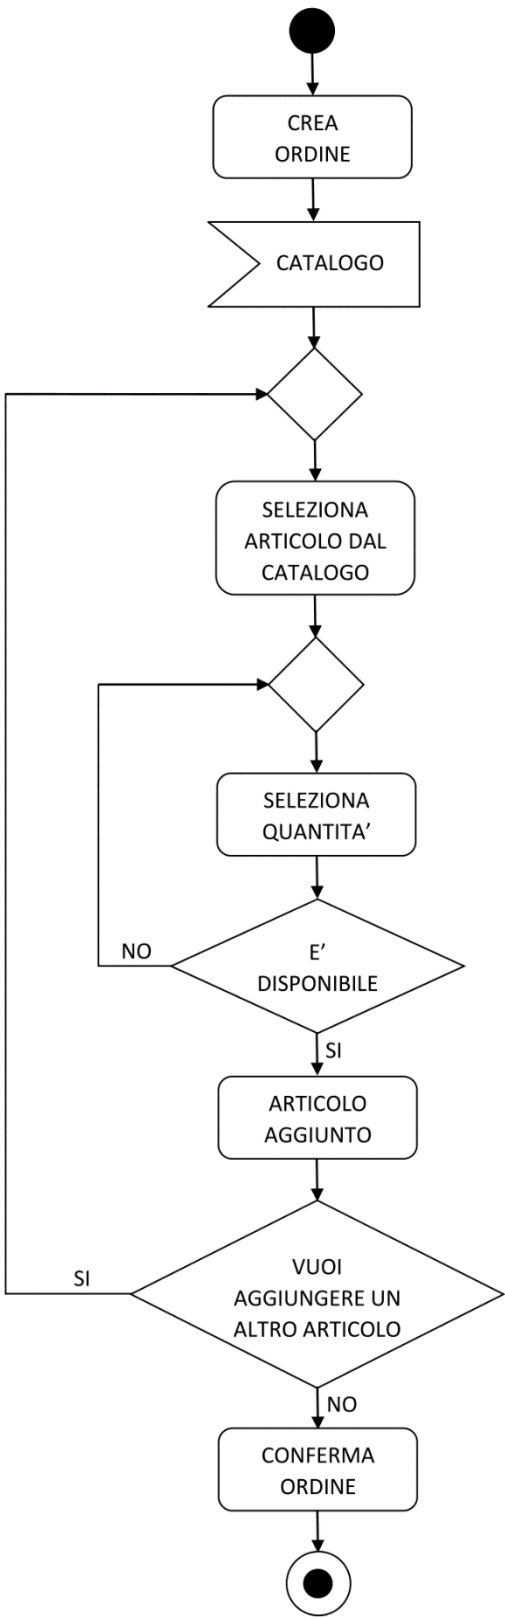 CREA
ORDINE
CATALOGO
SELEZIONA
ARTICOLO DAL
CATALOGO
SELEZIONA
QUANTITA’
E’
DISPONIBILE
NO
SI
ARTICOLO
AGGIUNTO
VUOI
AGGIUNGERE UN
ALTRO ARTICOLO
SI
NO
CONFERMA
ORDINE